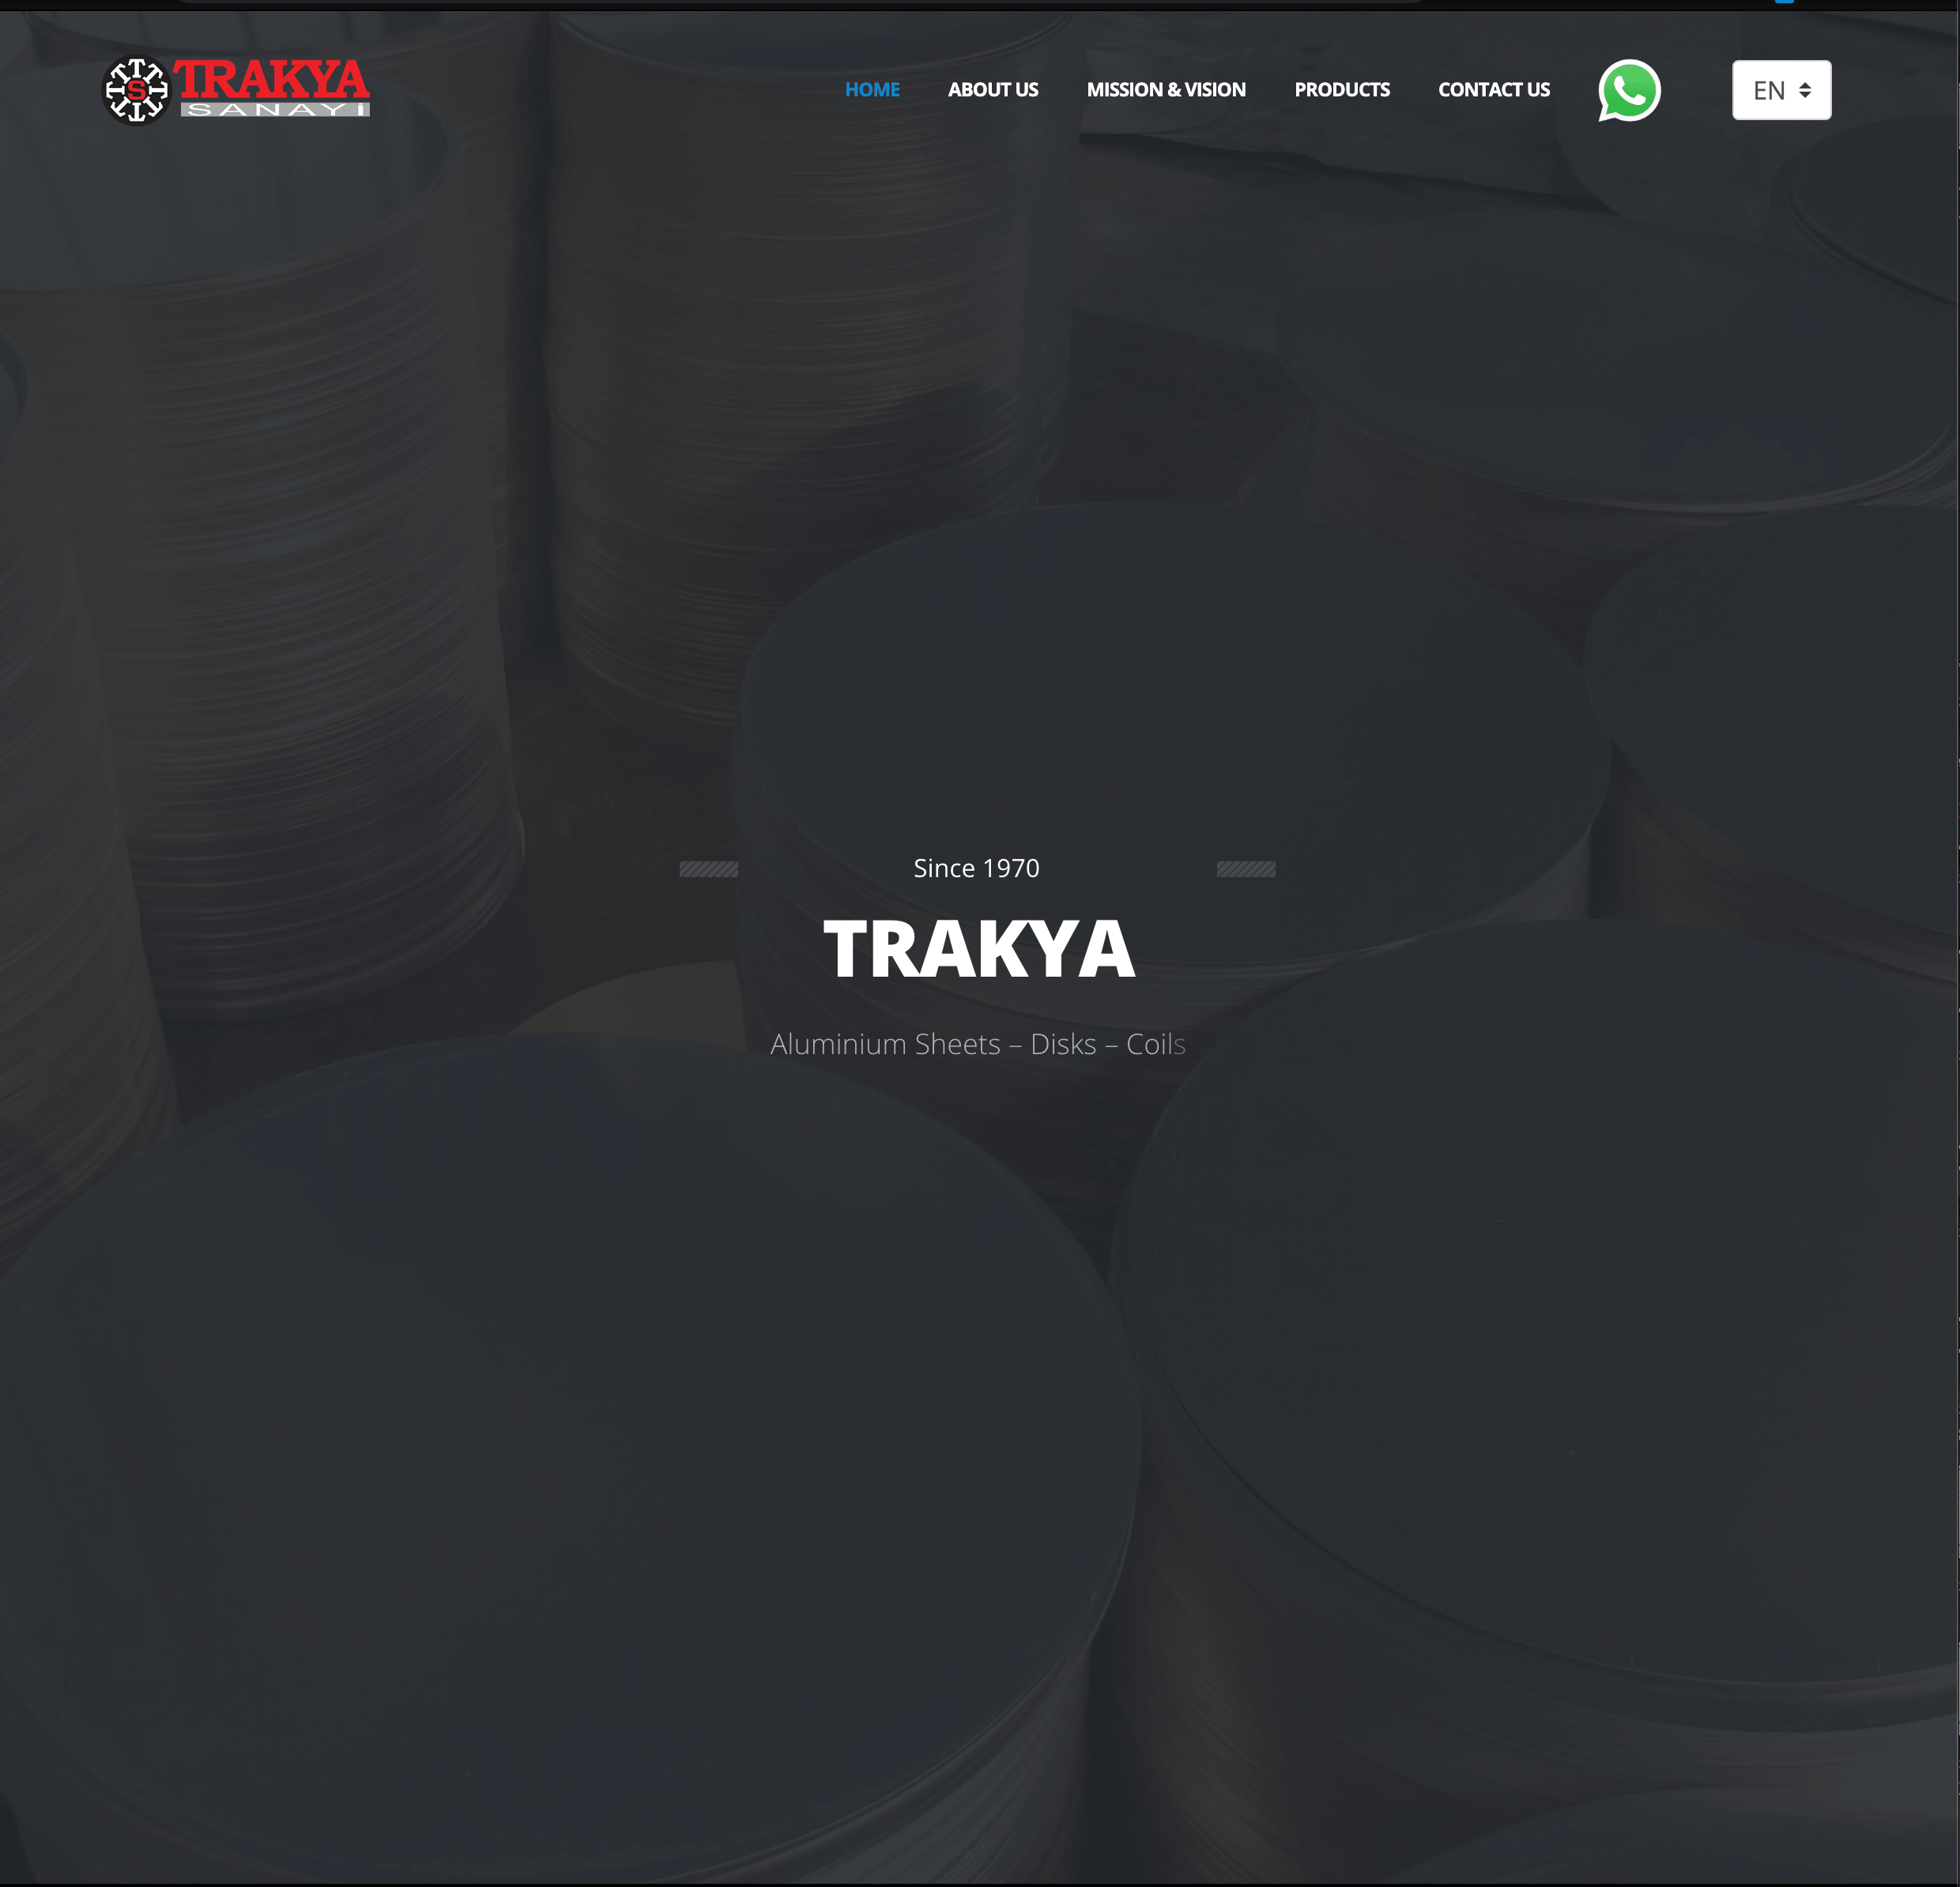 TRAKYA
SANAYİ
HOME ABOUT US MISSION & VISION PRODUCTS CONTACT US EN
Since 1970
TRAKYA
Aluminium Sheets – Disks – Coils